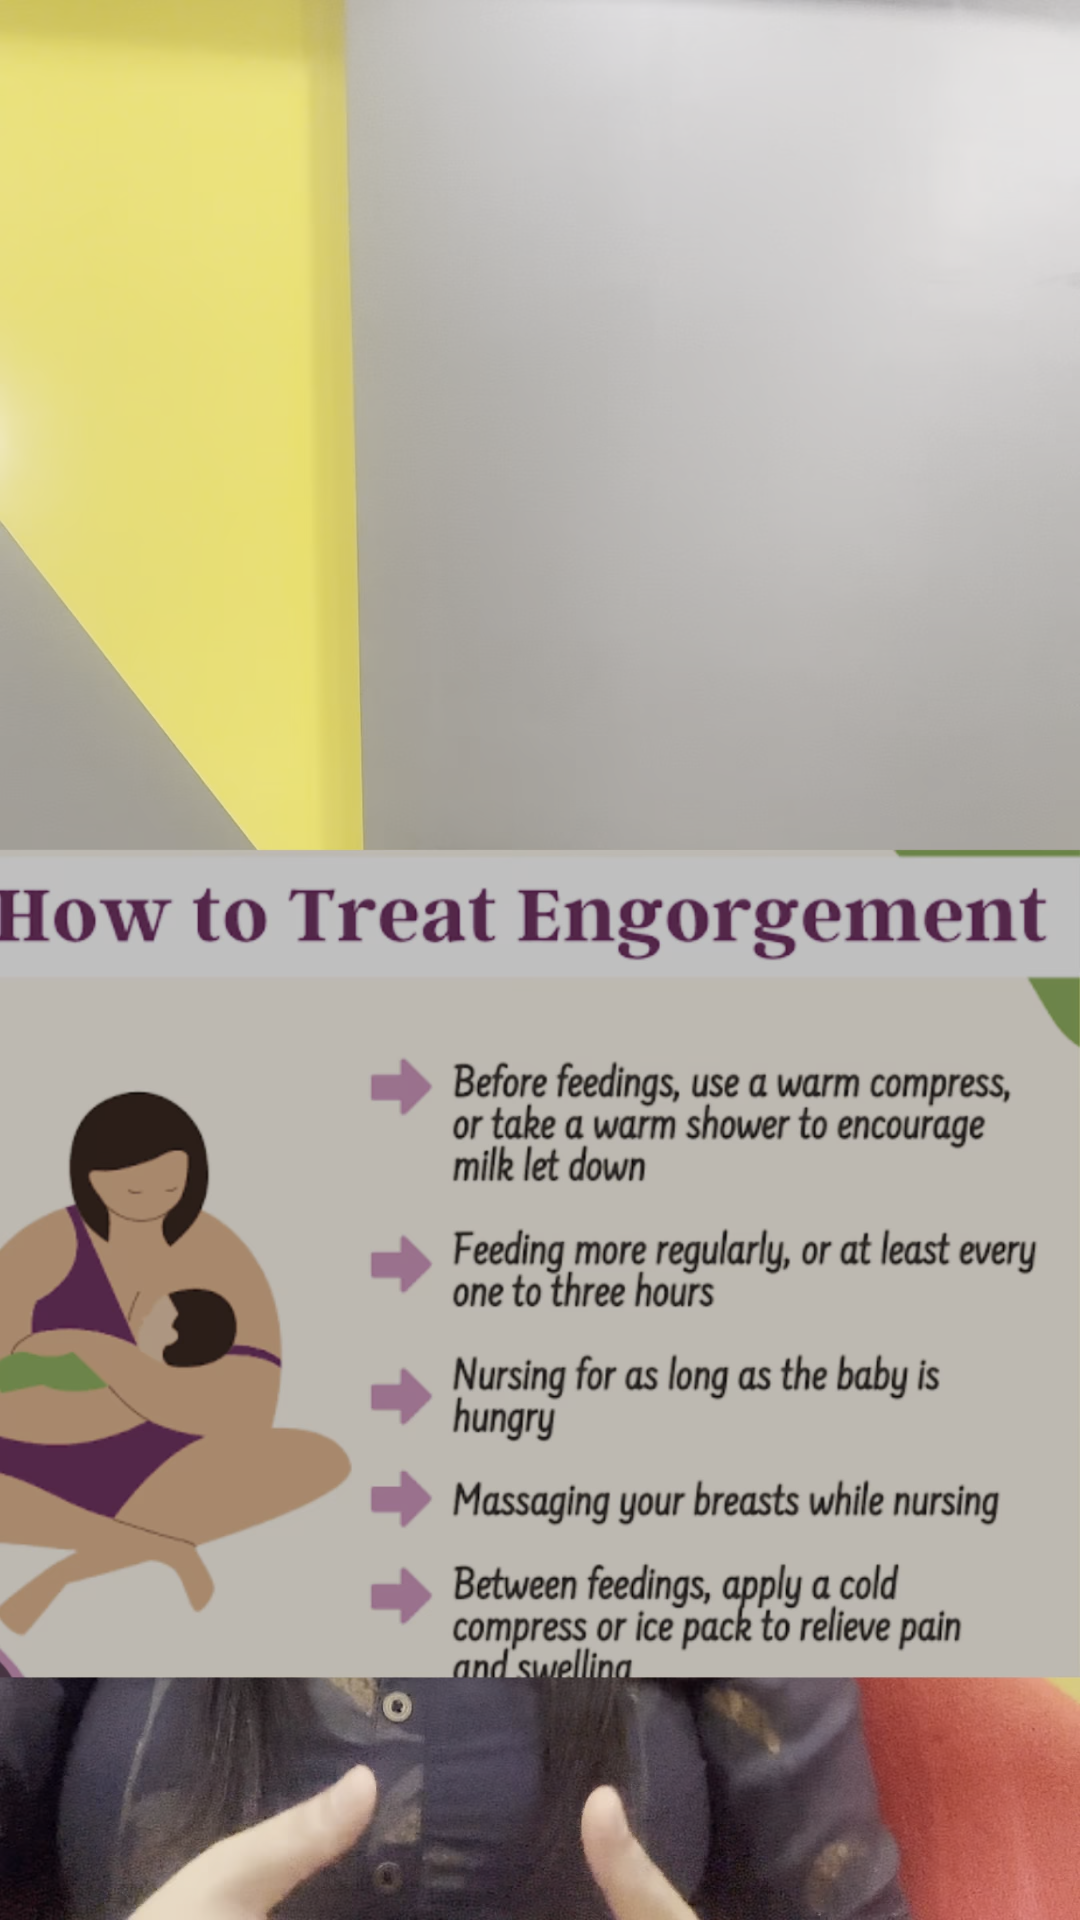 How to Treat Engorgement
Before feedings, use a warm compress,
or take a warm shower to encourage
milk let down
Feeding more regularly, or at least every
one to three hours
Nursing for as long as the baby is
hungry
Massaging your breasts while nursing
Between feedings, apply a cold
compress or ice pack to relieve pain
and swelling